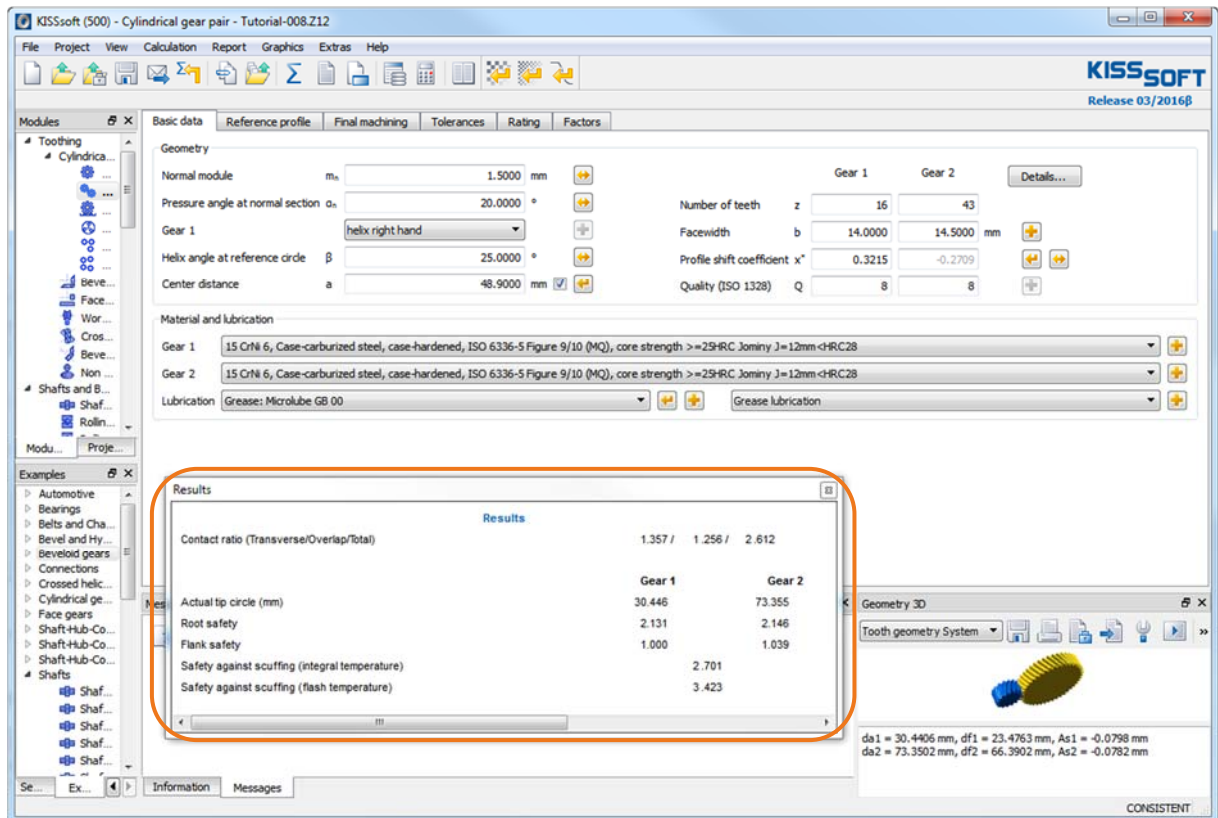 KISSsoft (500) - Cylindrical gear pair - Tutorial-008.Z12
File Project View Calculation Report Graphics Extras Help
KISSSOFT
Release 03/2016β
Modules
Toothing
Cylindrica...
...
...
...
...
...
...
Beve...
Face...
Wor...
Cros...
Beve...
Non ...
Shafts and B...
Shaf...
Rollin...
Modu... Proje...
Examples
Automotive
Bearings
Belts and Cha...
Bevel and Hy...
Beveloid gears
Connections
Crossed helic...
Cylindrical ge...
Face gears
Shaft-Hub-Co...
Shaft-Hub-Co...
Shaft-Hub-Co...
Shafts
Shaf...
Shaf...
Shaf...
Shaf...
Shaf...
Se... Ex...
Basic data Reference profile Final machining Tolerances Rating Factors
Geometry
Normal module mₙ 1.5000 mm
Pressure angle at normal section αₙ 20.0000 °
Gear 1 helix right hand
Helix angle at reference circle β 25.0000 °
Center distance a 48.9000 mm
Gear 1 Gear 2 Details...
Number of teeth z 16 43
Facewidth b 14.0000 14.5000 mm
Profile shift coefficient x* 0.3215 -0.2709
Quality (ISO 1328) Q 8 8
Material and lubrication
Gear 1 15 CrNi 6, Case-carburized steel, case-hardened, ISO 6336-5 Figure 9/10 (MQ), core strength >=25HRC Jominy J=12mm<HRC28
Gear 2 15 CrNi 6, Case-carburized steel, case-hardened, ISO 6336-5 Figure 9/10 (MQ), core strength >=25HRC Jominy J=12mm<HRC28
Lubrication Grease: Microlube GB 00 Grease lubrication
Results
Results
Contact ratio (Transverse/Overlap/Total) 1.357 / 1.256 / 2.612
Gear 1 Gear 2
Actual tip circle (mm) 30.446 73.355
Root safety 2.131 2.146
Flank safety 1.000 1.039
Safety against scuffing (integral temperature) 2.701
Safety against scuffing (flash temperature) 3.423
Mes
Information Messages
Geometry 3D
Tooth geometry System
da1 = 30.4406 mm, df1 = 23.4763 mm, As1 = -0.0798 mm
da2 = 73.3502 mm, df2 = 66.3902 mm, As2 = -0.0782 mm
CONSISTENT